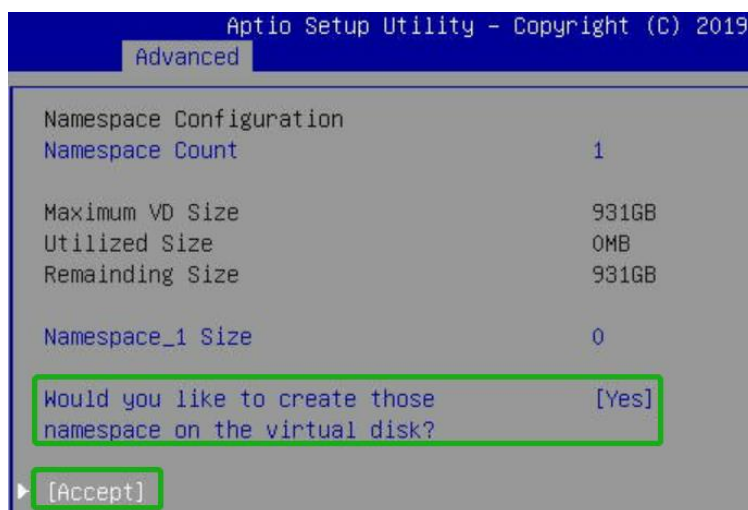 Aptio Setup Utility – Copyright (C) 2019
Advanced
Namespace Configuration
Namespace Count 1
Maximum VD Size 931GB
Utilized Size 0MB
Remainding Size 931GB
Namespace_1 Size 0
Would you like to create those [Yes]
namespace on the virtual disk?
[Accept]